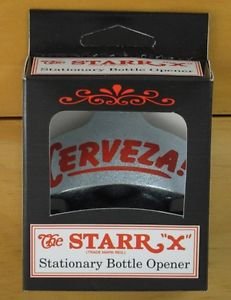 The STARR "X"
Stationary Bottle Opener
CERVEZA!
The STARR "X"
(TRADE MARK REG.)
Stationary Bottle Opener